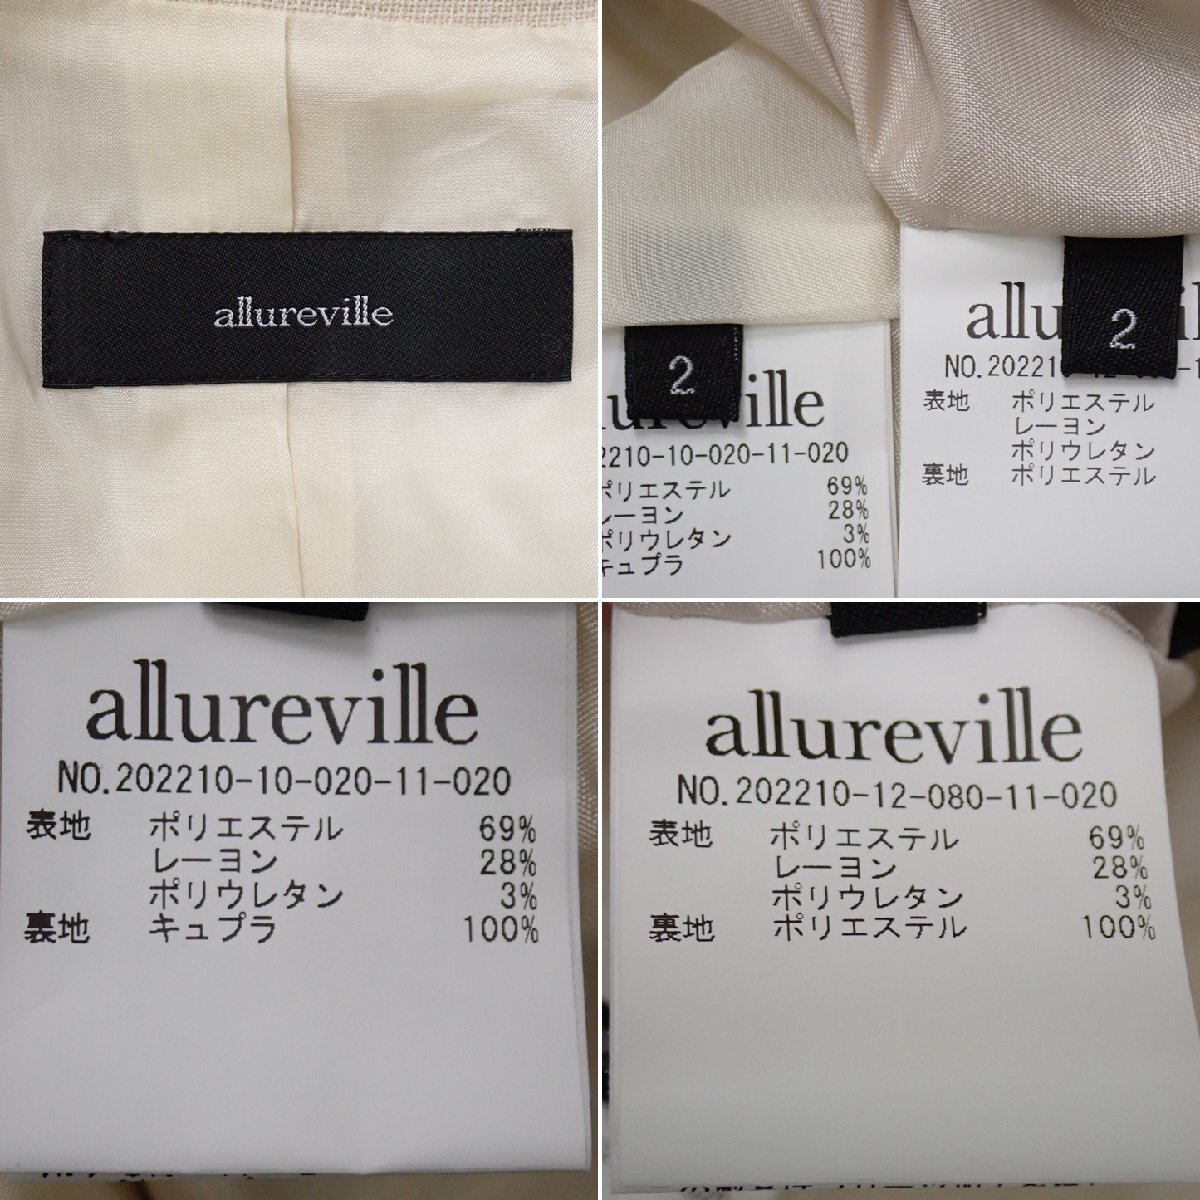 allureville
2
2
allu
NO.202210-12-
表地 ポリエステル
レーヨン
ポリウレタン
裏地 ポリエステル
ville
2210-10-020-11-020
ポリエステル 69%
レーヨン 28%
ポリウレタン 3%
キュプラ 100%
allureville
NO.202210-10-020-11-020
表地 ポリエステル 69%
レーヨン 28%
ポリウレタン 3%
裏地 キュプラ 100%
allureville
NO.202210-12-080-11-020
表地 ポリエステル 69%
レーヨン 28%
ポリウレタン 3%
裏地 ポリエステル 100%